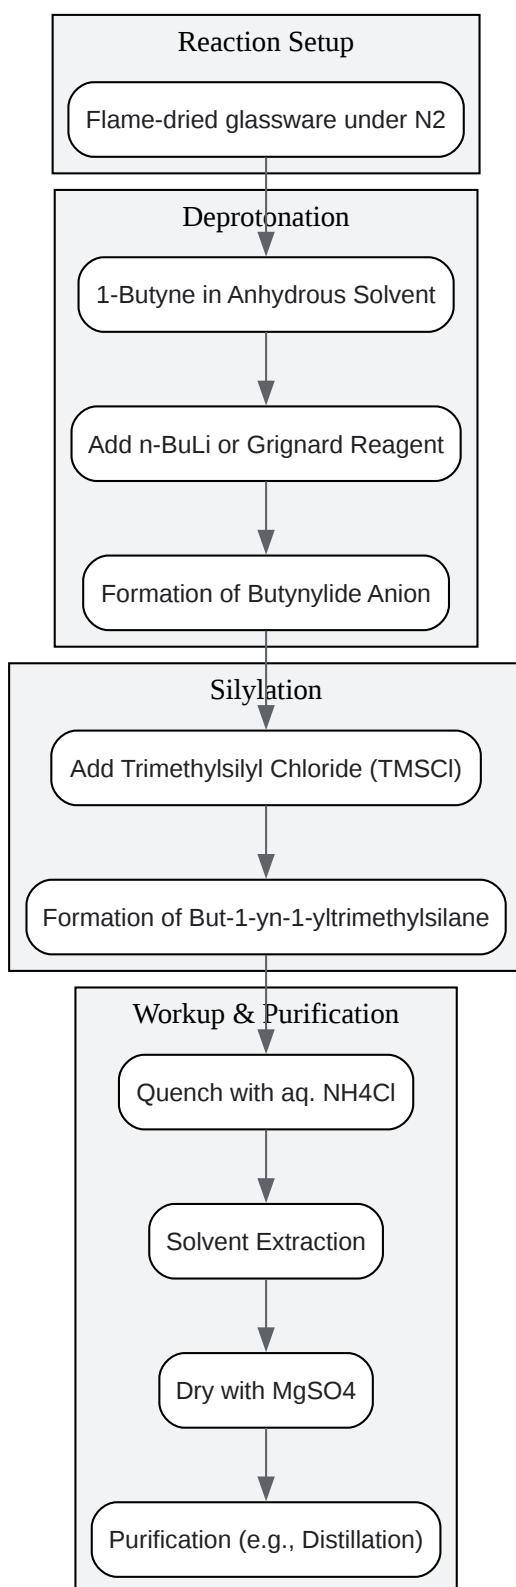 Reaction Setup
Flame-dried glassware under N2
Deprotonation
1-Butyne in Anhydrous Solvent
Add n-BuLi or Grignard Reagent
Formation of Butynylide Anion
Silylation
Add Trimethylsilyl Chloride (TMSCl)
Formation of But-1-yn-1-yltrimethylsilane
Workup & Purification
Quench with aq. NH4Cl
Solvent Extraction
Dry with MgSO4
Purification (e.g., Distillation)